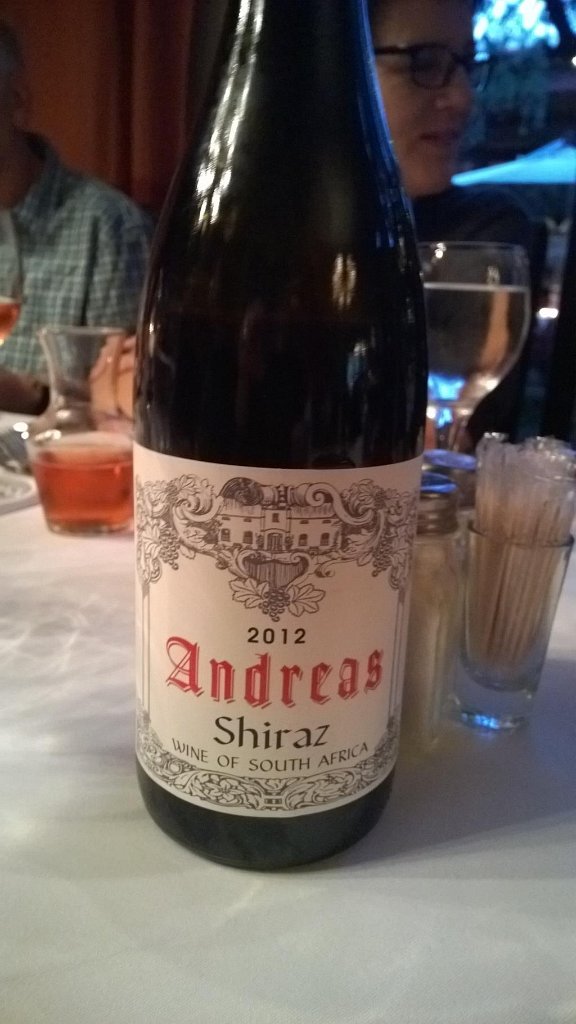 2012
Andreas
Shiraz
WINE OF SOUTH AFRICA